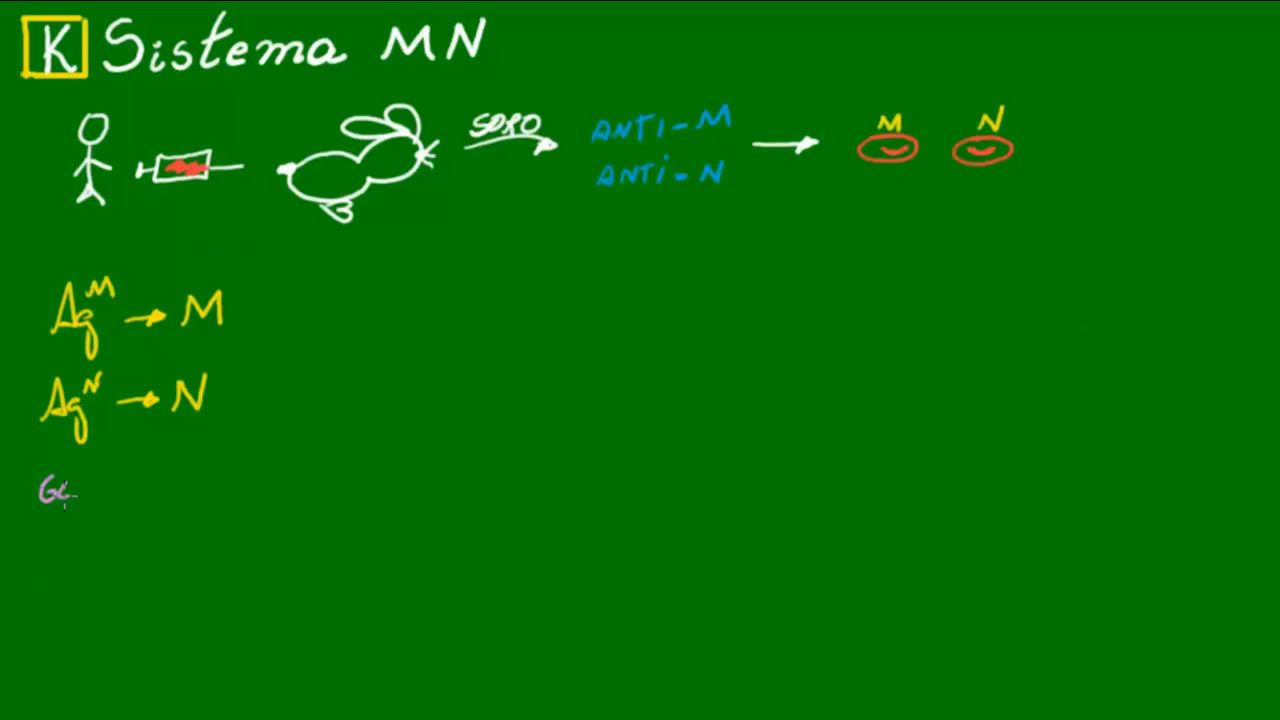 K Sistema MN
SORO ANTI-M M N
ANTI-N
Ag^M → M
Ag^N → N